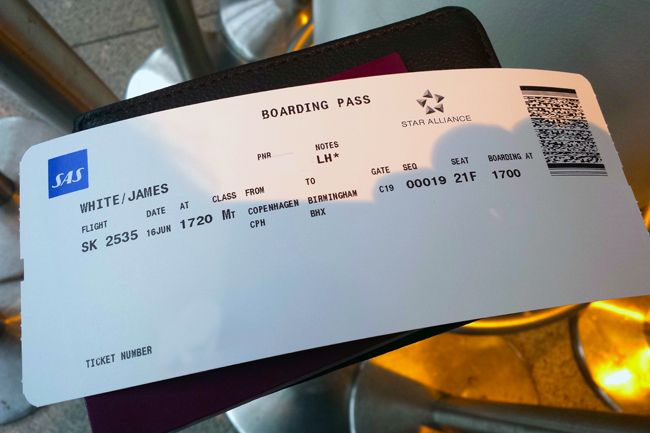 BOARDING PASS
STAR ALLIANCE
SAS
PNR
NOTES
LH*
WHITE/JAMES
FLIGHT DATE AT CLASS FROM TO GATE SEQ SEAT BOARDING AT
SK 2535 16JUN 1720 MT COPENHAGEN BIRMINGHAM C19 00019 21F 1700
CPH BHX
TICKET NUMBER